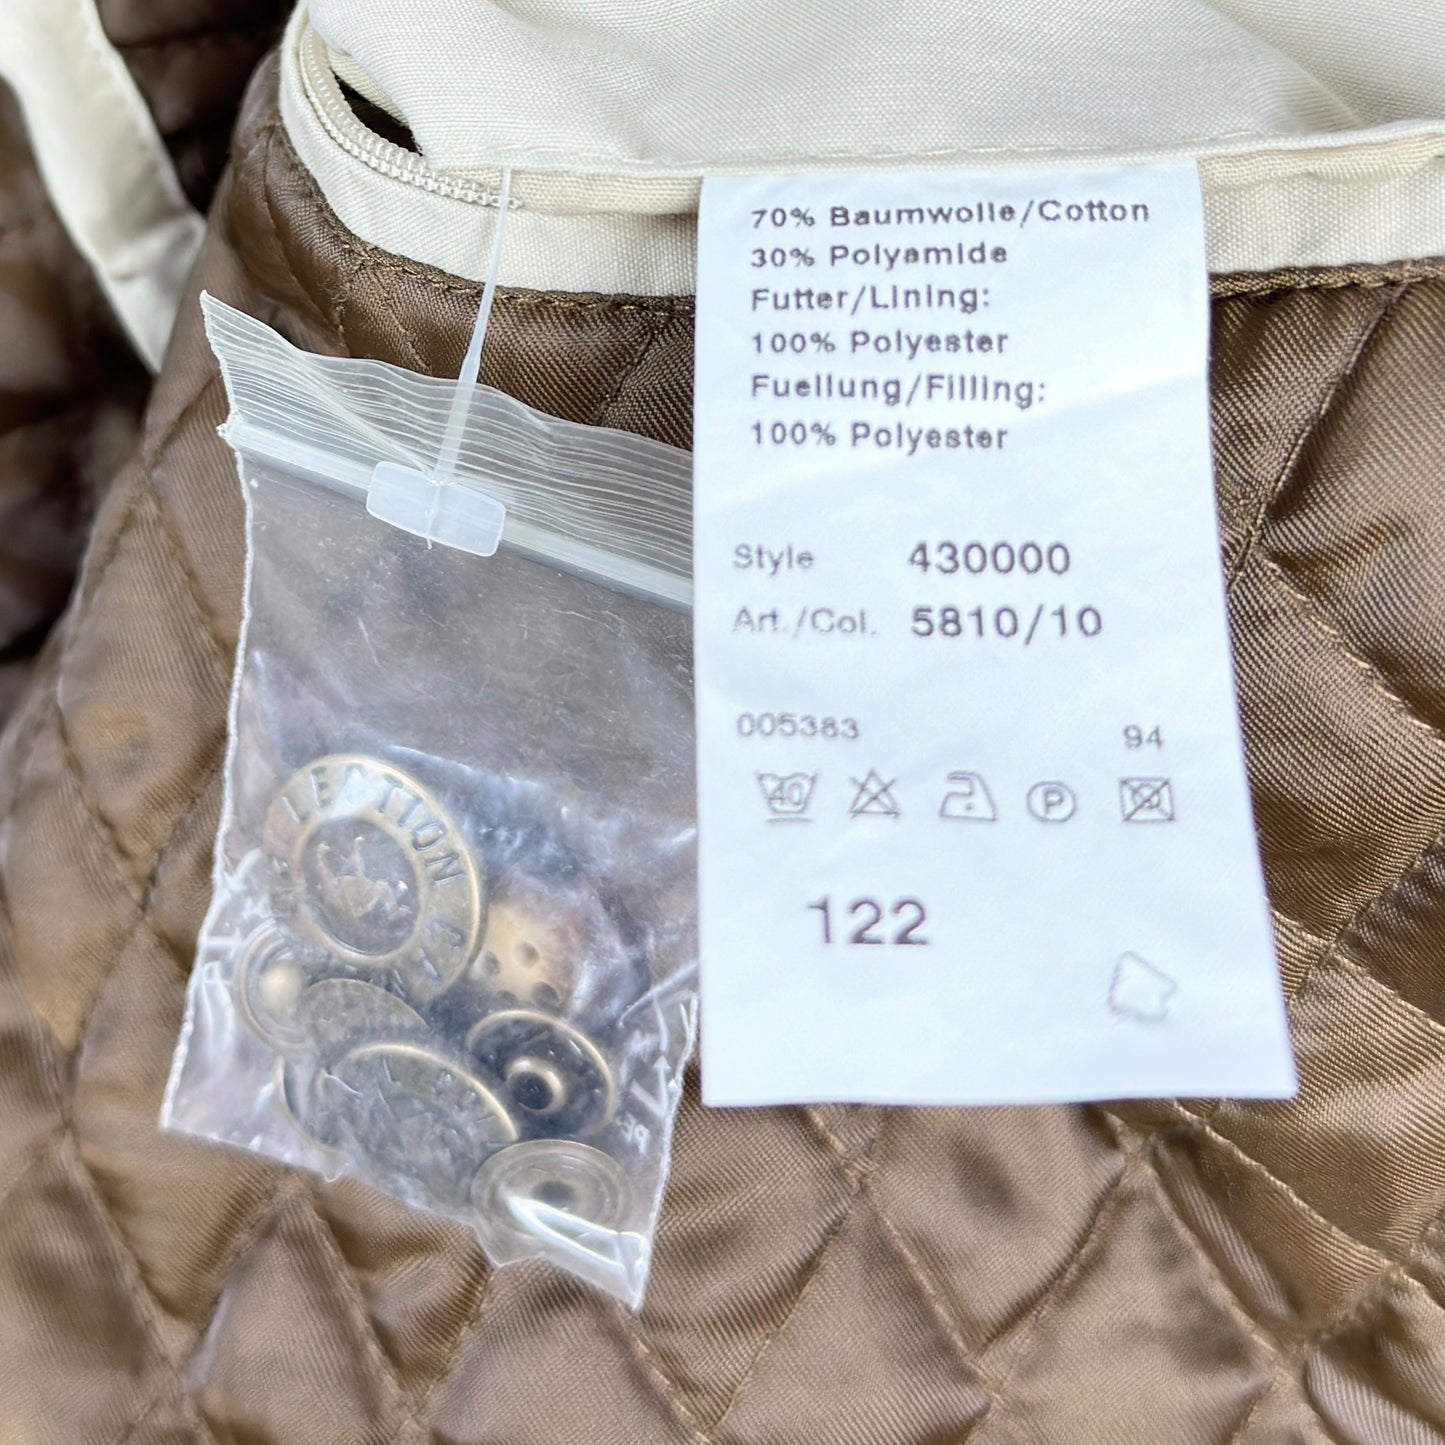 70% Baumwolle/Cotton
30% Polyamide
Futter/Lining:
100% Polyester
Fuellung/Filling:
100% Polyester
Style 430000
Art./Col. 5810/10
005383 94
40
P
122